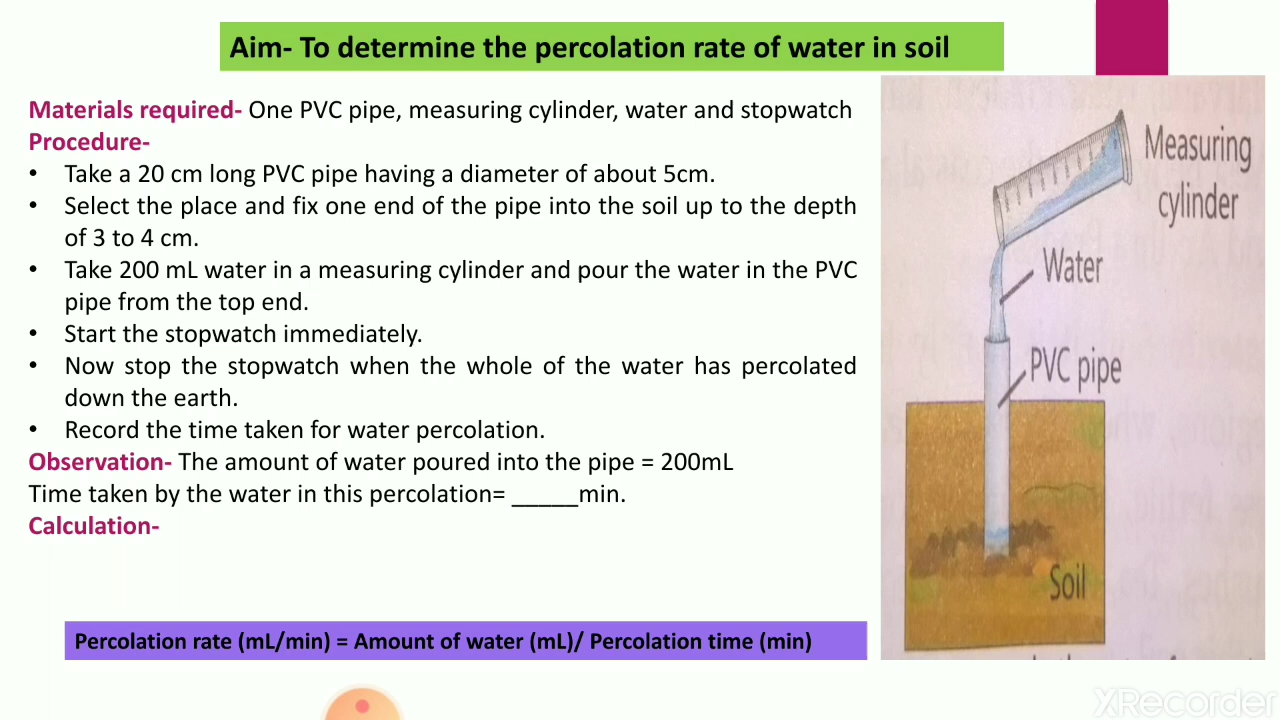 Aim- To determine the percolation rate of water in soil
Materials required- One PVC pipe, measuring cylinder, water and stopwatch
Procedure-
• Take a 20 cm long PVC pipe having a diameter of about 5cm.
• Select the place and fix one end of the pipe into the soil up to the depth
of 3 to 4 cm.
• Take 200 mL water in a measuring cylinder and pour the water in the PVC
pipe from the top end.
• Start the stopwatch immediately.
• Now stop the stopwatch when the whole of the water has percolated
down the earth.
• Record the time taken for water percolation.
Observation- The amount of water poured into the pipe = 200mL
Time taken by the water in this percolation= _____min.
Calculation-
Percolation rate (mL/min) = Amount of water (mL)/ Percolation time (min)
Measuring
cylinder
Water
PVC pipe
Soil
XRecorder